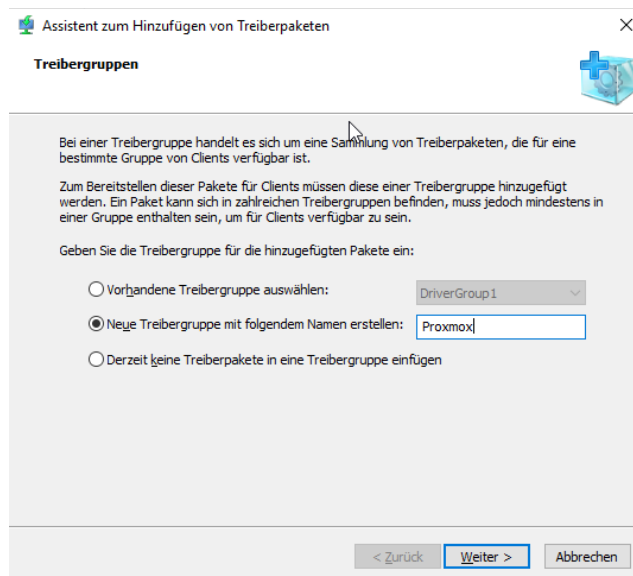 Assistent zum Hinzufügen von Treiberpaketen
Treibergruppen
Bei einer Treibergruppe handelt es sich um eine Sammlung von Treiberpaketen, die für eine
bestimmte Gruppe von Clients verfügbar ist.
Zum Bereitstellen dieser Pakete für Clients müssen diese einer Treibergruppe hinzugefügt
werden. Ein Paket kann sich in zahlreichen Treibergruppen befinden, muss jedoch mindestens in
einer Gruppe enthalten sein, um für Clients verfügbar zu sein.
Geben Sie die Treibergruppe für die hinzugefügten Pakete ein:
Vorhandene Treibergruppe auswählen:
DriverGroup1
Neue Treibergruppe mit folgendem Namen erstellen:
Proxmox
Derzeit keine Treiberpakete in eine Treibergruppe einfügen
< Zurück
Weiter >
Abbrechen